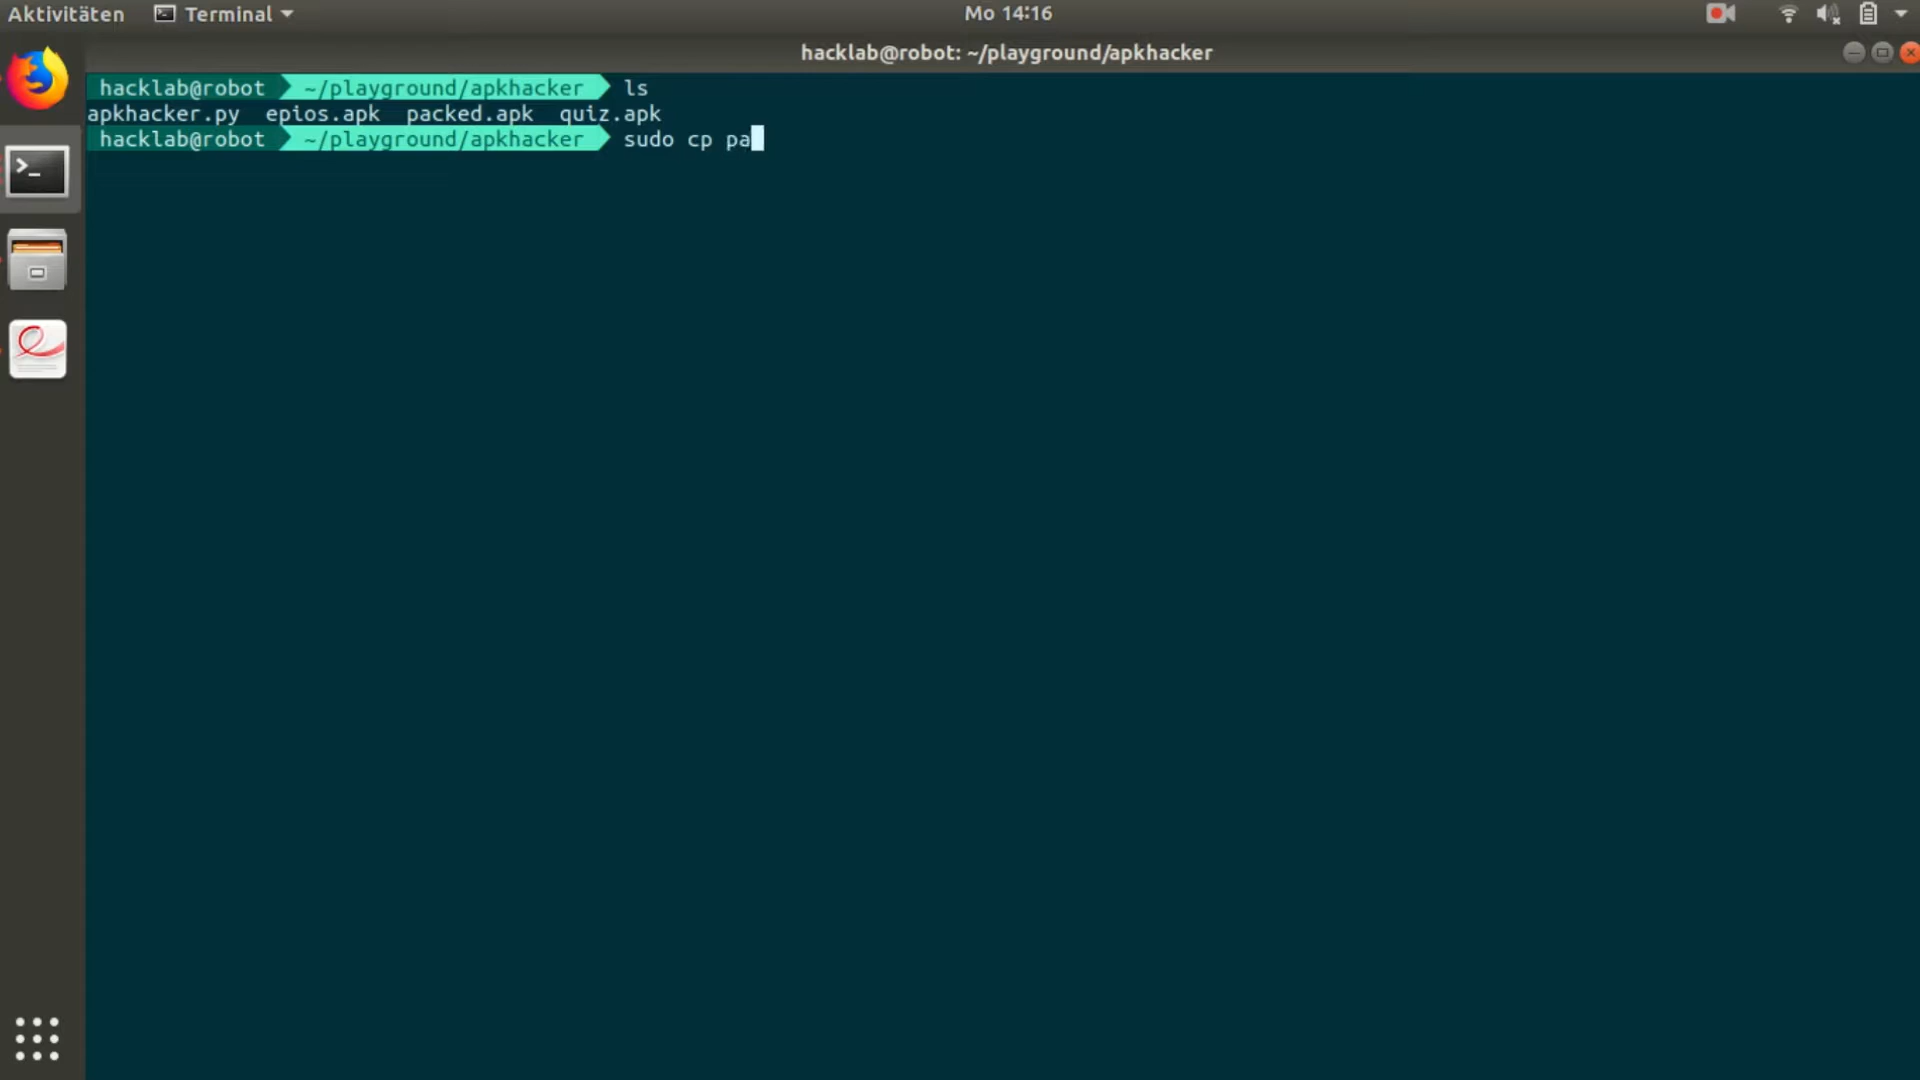 Aktivitäten Terminal Mo 14:16
hacklab@robot: ~/playground/apkhacker
hacklab@robot ~/playground/apkhacker ls
apkhacker.py epios.apk packed.apk quiz.apk
hacklab@robot ~/playground/apkhacker sudo cp pa